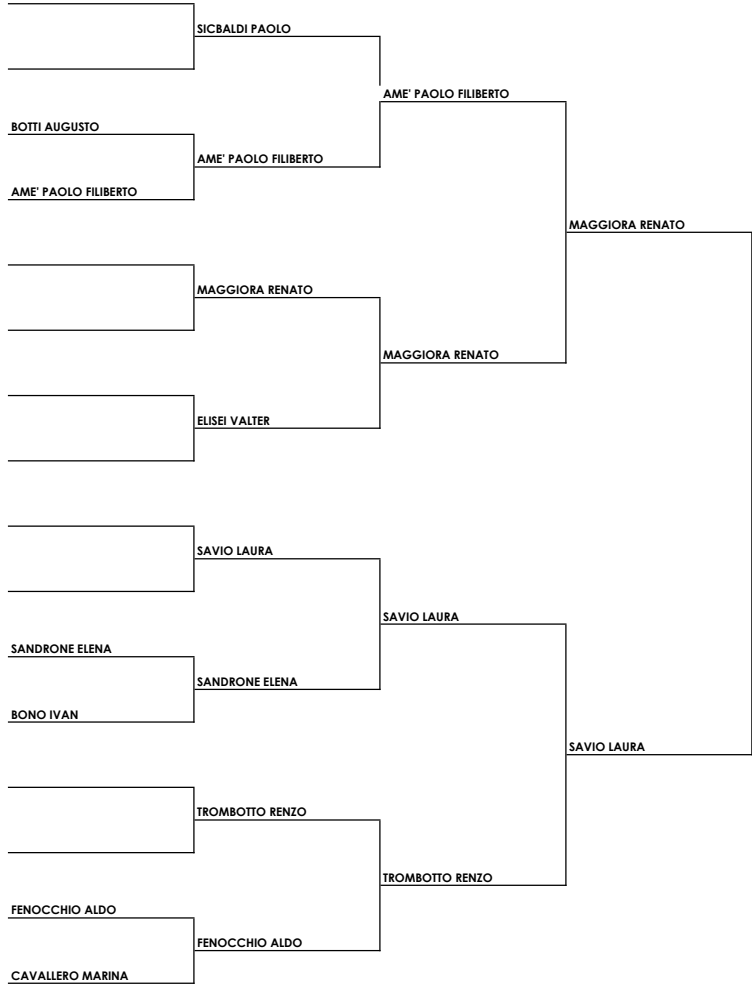 SICBALDI PAOLO
AME' PAOLO FILIBERTO
BOTTI AUGUSTO
AME' PAOLO FILIBERTO
AME' PAOLO FILIBERTO
MAGGIORA RENATO
MAGGIORA RENATO
MAGGIORA RENATO
ELISEI VALTER
SAVIO LAURA
SAVIO LAURA
SANDRONE ELENA
SANDRONE ELENA
BONO IVAN
SAVIO LAURA
TROMBOTTO RENZO
TROMBOTTO RENZO
FENOCCHIO ALDO
FENOCCHIO ALDO
CAVALLERO MARINA